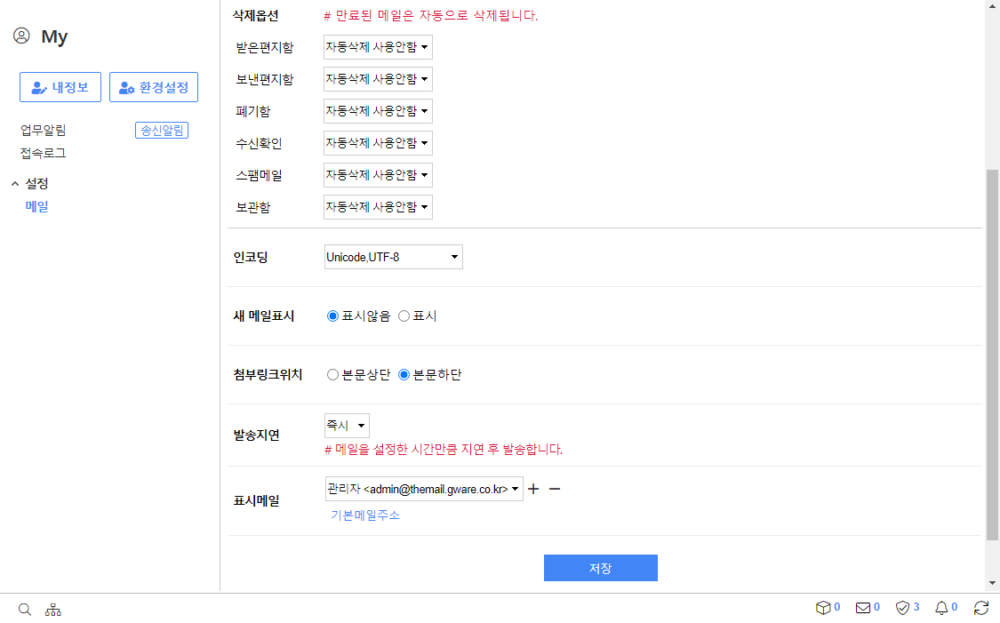 My
내정보 환경설정
업무알림 송신알림
접속로그
설정
메일
삭제옵션 # 만료된 메일은 자동으로 삭제됩니다.
받은편지함 자동삭제 사용안함
보낸편지함 자동삭제 사용안함
폐기함 자동삭제 사용안함
수신확인 자동삭제 사용안함
스팸메일 자동삭제 사용안함
보관함 자동삭제 사용안함
인코딩 Unicode,UTF-8
새 메일표시 표시않음 표시
첨부링크위치 본문상단 본문하단
발송지연 즉시
# 메일을 설정한 시간만큼 지연 후 발송합니다.
표시메일 관리자 <admin@themail.gware.co.kr>
기본메일주소
저장
0 0 3 0